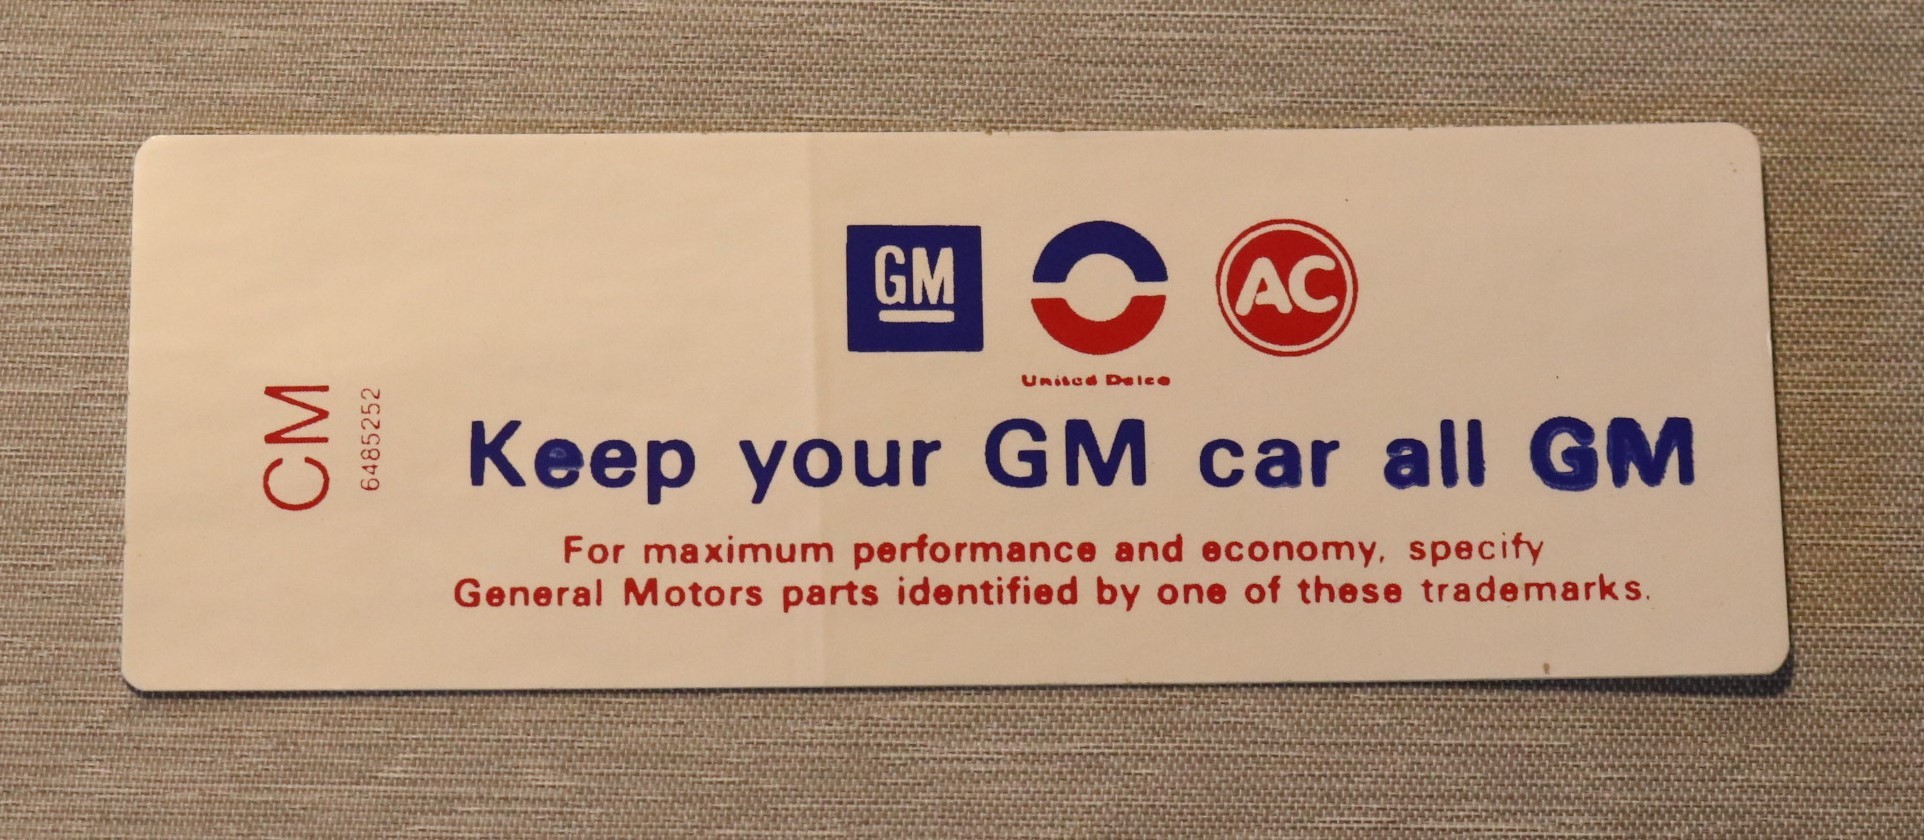 CM
6485252
GM
AC
United Delco
Keep your GM car all GM
For maximum performance and economy, specify
General Motors parts identified by one of these trademarks.